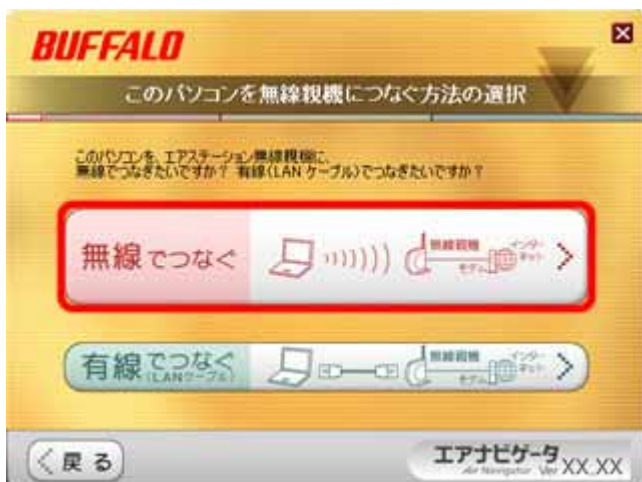 BUFFALO
このパソコンを無線親機につなぐ方法の選択
このパソコンを、エアステーション無線親機に、
無線でつなぎたいですか? 有線(LAN ケーブル)でつなぎたいですか?
無線でつなぐ
無線親機
モデム
インターネット
有線でつなぐ
(LANケーブル)
無線親機
モデム
インターネット
戻る
エアナビゲータ
Air Navigator Ver XX.XX